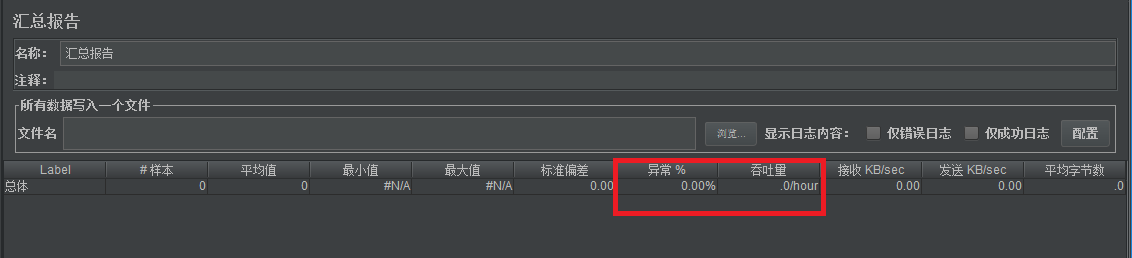 汇总报告
名称： 汇总报告
注释：
所有数据写入一个文件
文件名 浏览... 显示日志内容： 仅错误日志 仅成功日志 配置
Label # 样本 平均值 最小值 最大值 标准偏差 异常 % 吞吐量 接收 KB/sec 发送 KB/sec 平均字节数
总体 0 0 #N/A #N/A 0.00 0.00% .0/hour 0.00 0.00 .0